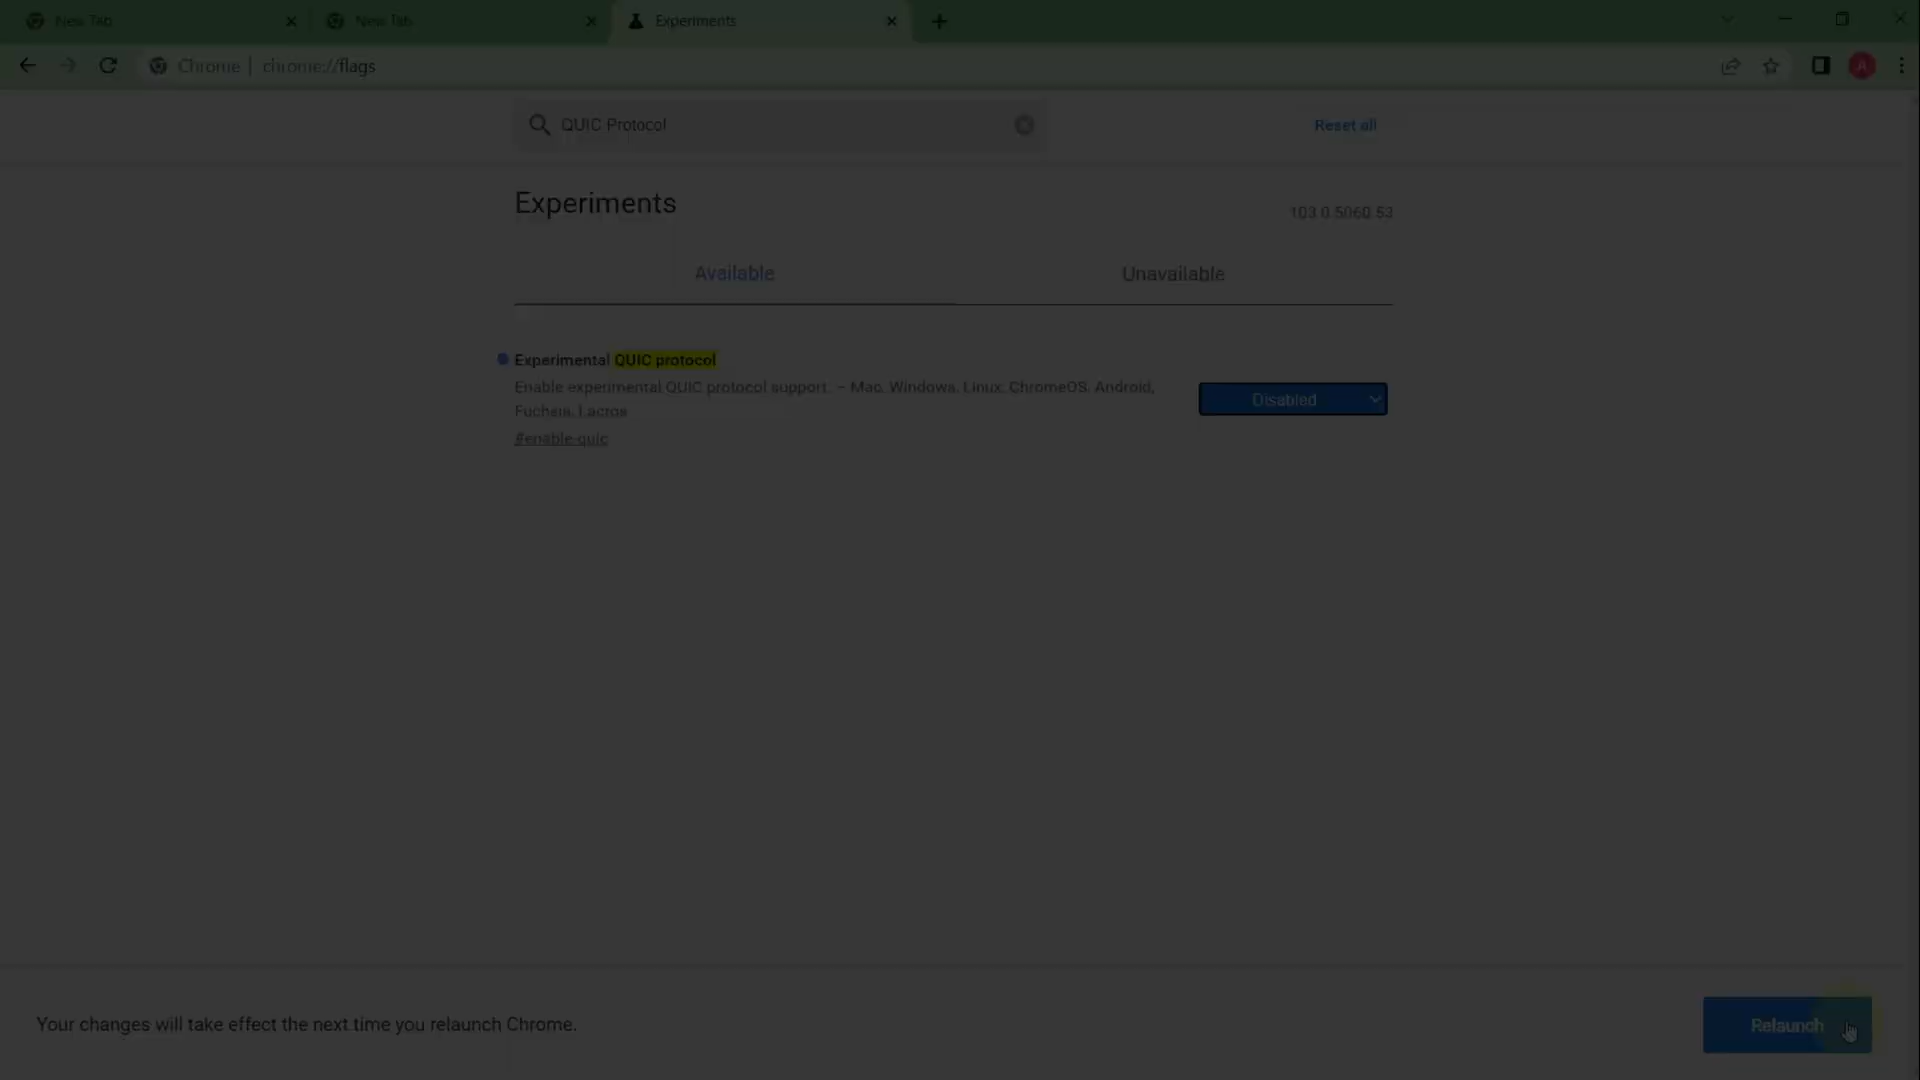 New Tab
New Tab
Experiments
Chrome | chrome://flags
A
QUIC Protocol
Reset all
Experiments
103.0.5060.53
Available
Unavailable
Experimental QUIC protocol
Enable experimental QUIC protocol support. – Mac, Windows, Linux, ChromeOS, Android,
Fuchsia, Lacros
Disabled
#enable-quic
Your changes will take effect the next time you relaunch Chrome.
Relaunch